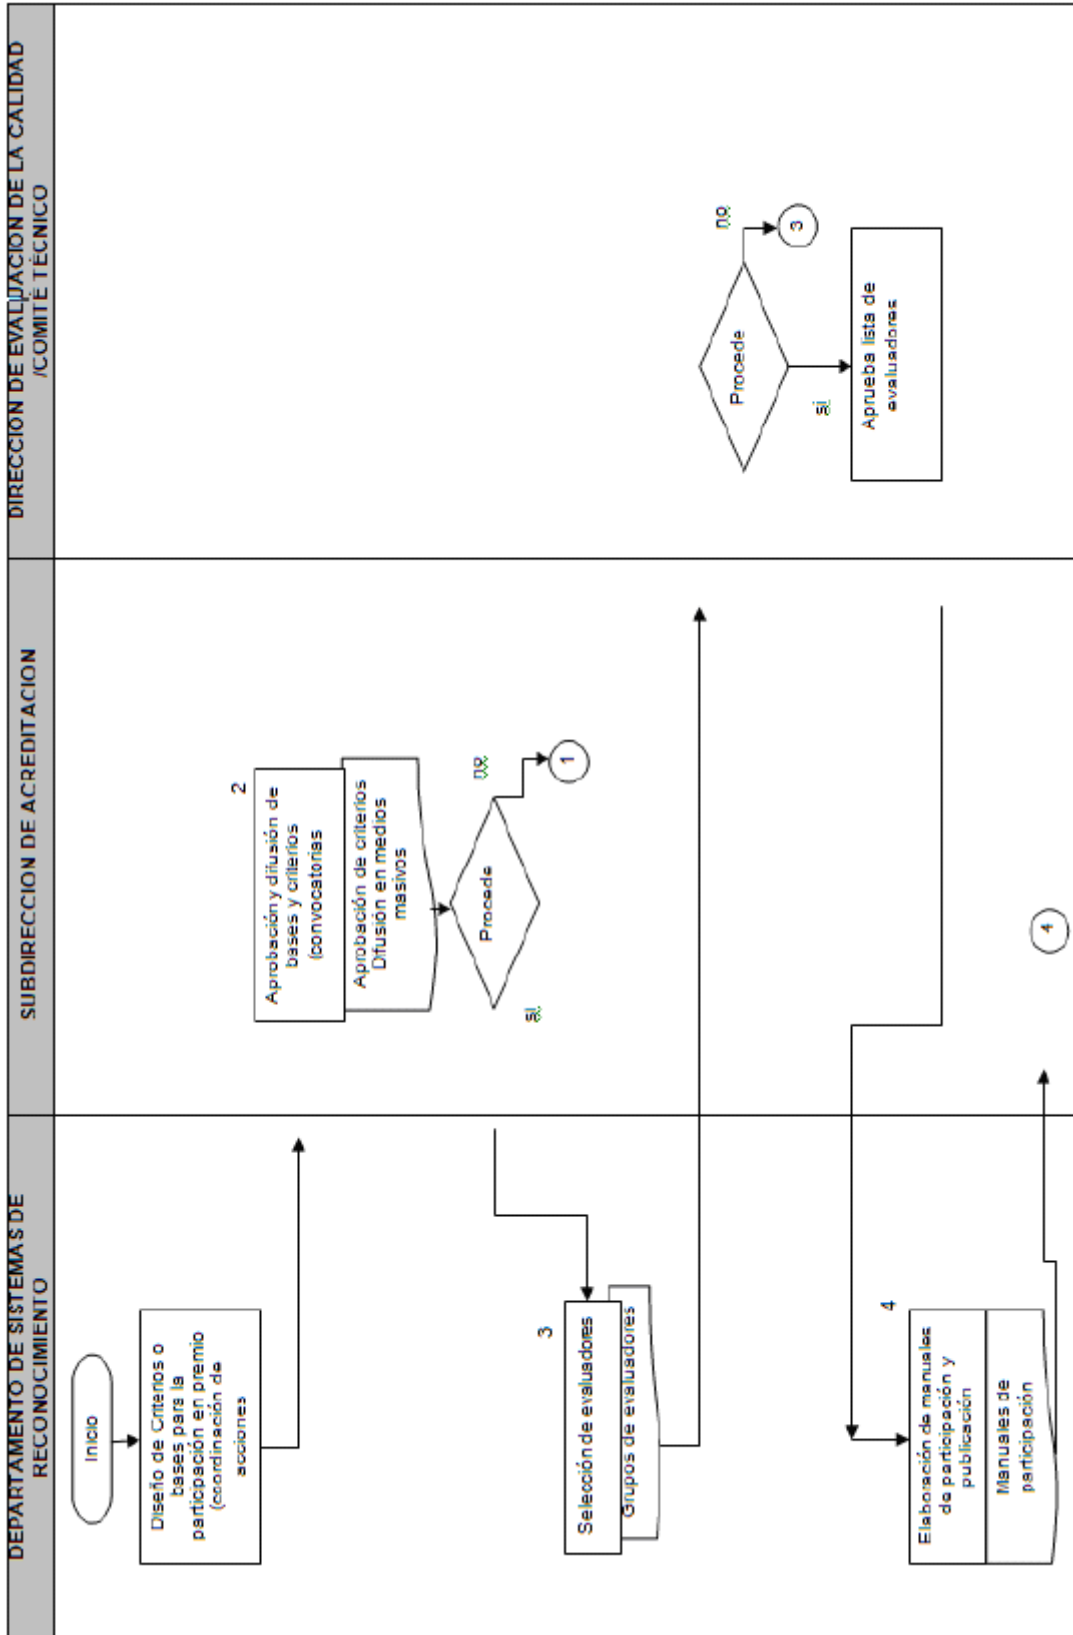 DEPARTAMENTO DE SISTEMAS DE
RECONOCIMIENTO
SUBDIRECCION DE ACREDITACION
DIRECCION DE EVALUACION DE LA CALIDAD
/COMITÉ TÉCNICO
Inicio
Diseño de Criterios o
bases para la
participación en premio
(coordinación de
acciones
2
Aprobación y difusión de
bases y criterios
(convocatorias
Aprobación de criterios
Difusión en medios
masivos
Procede
no
si
1
3
Selección de evaluadores
Grupos de evaluadores
Procede
no
3
si
Aprueba lista de
evaluadores
4
Elaboración de manuales
de participación y
publicación
Manuales de
participación
4